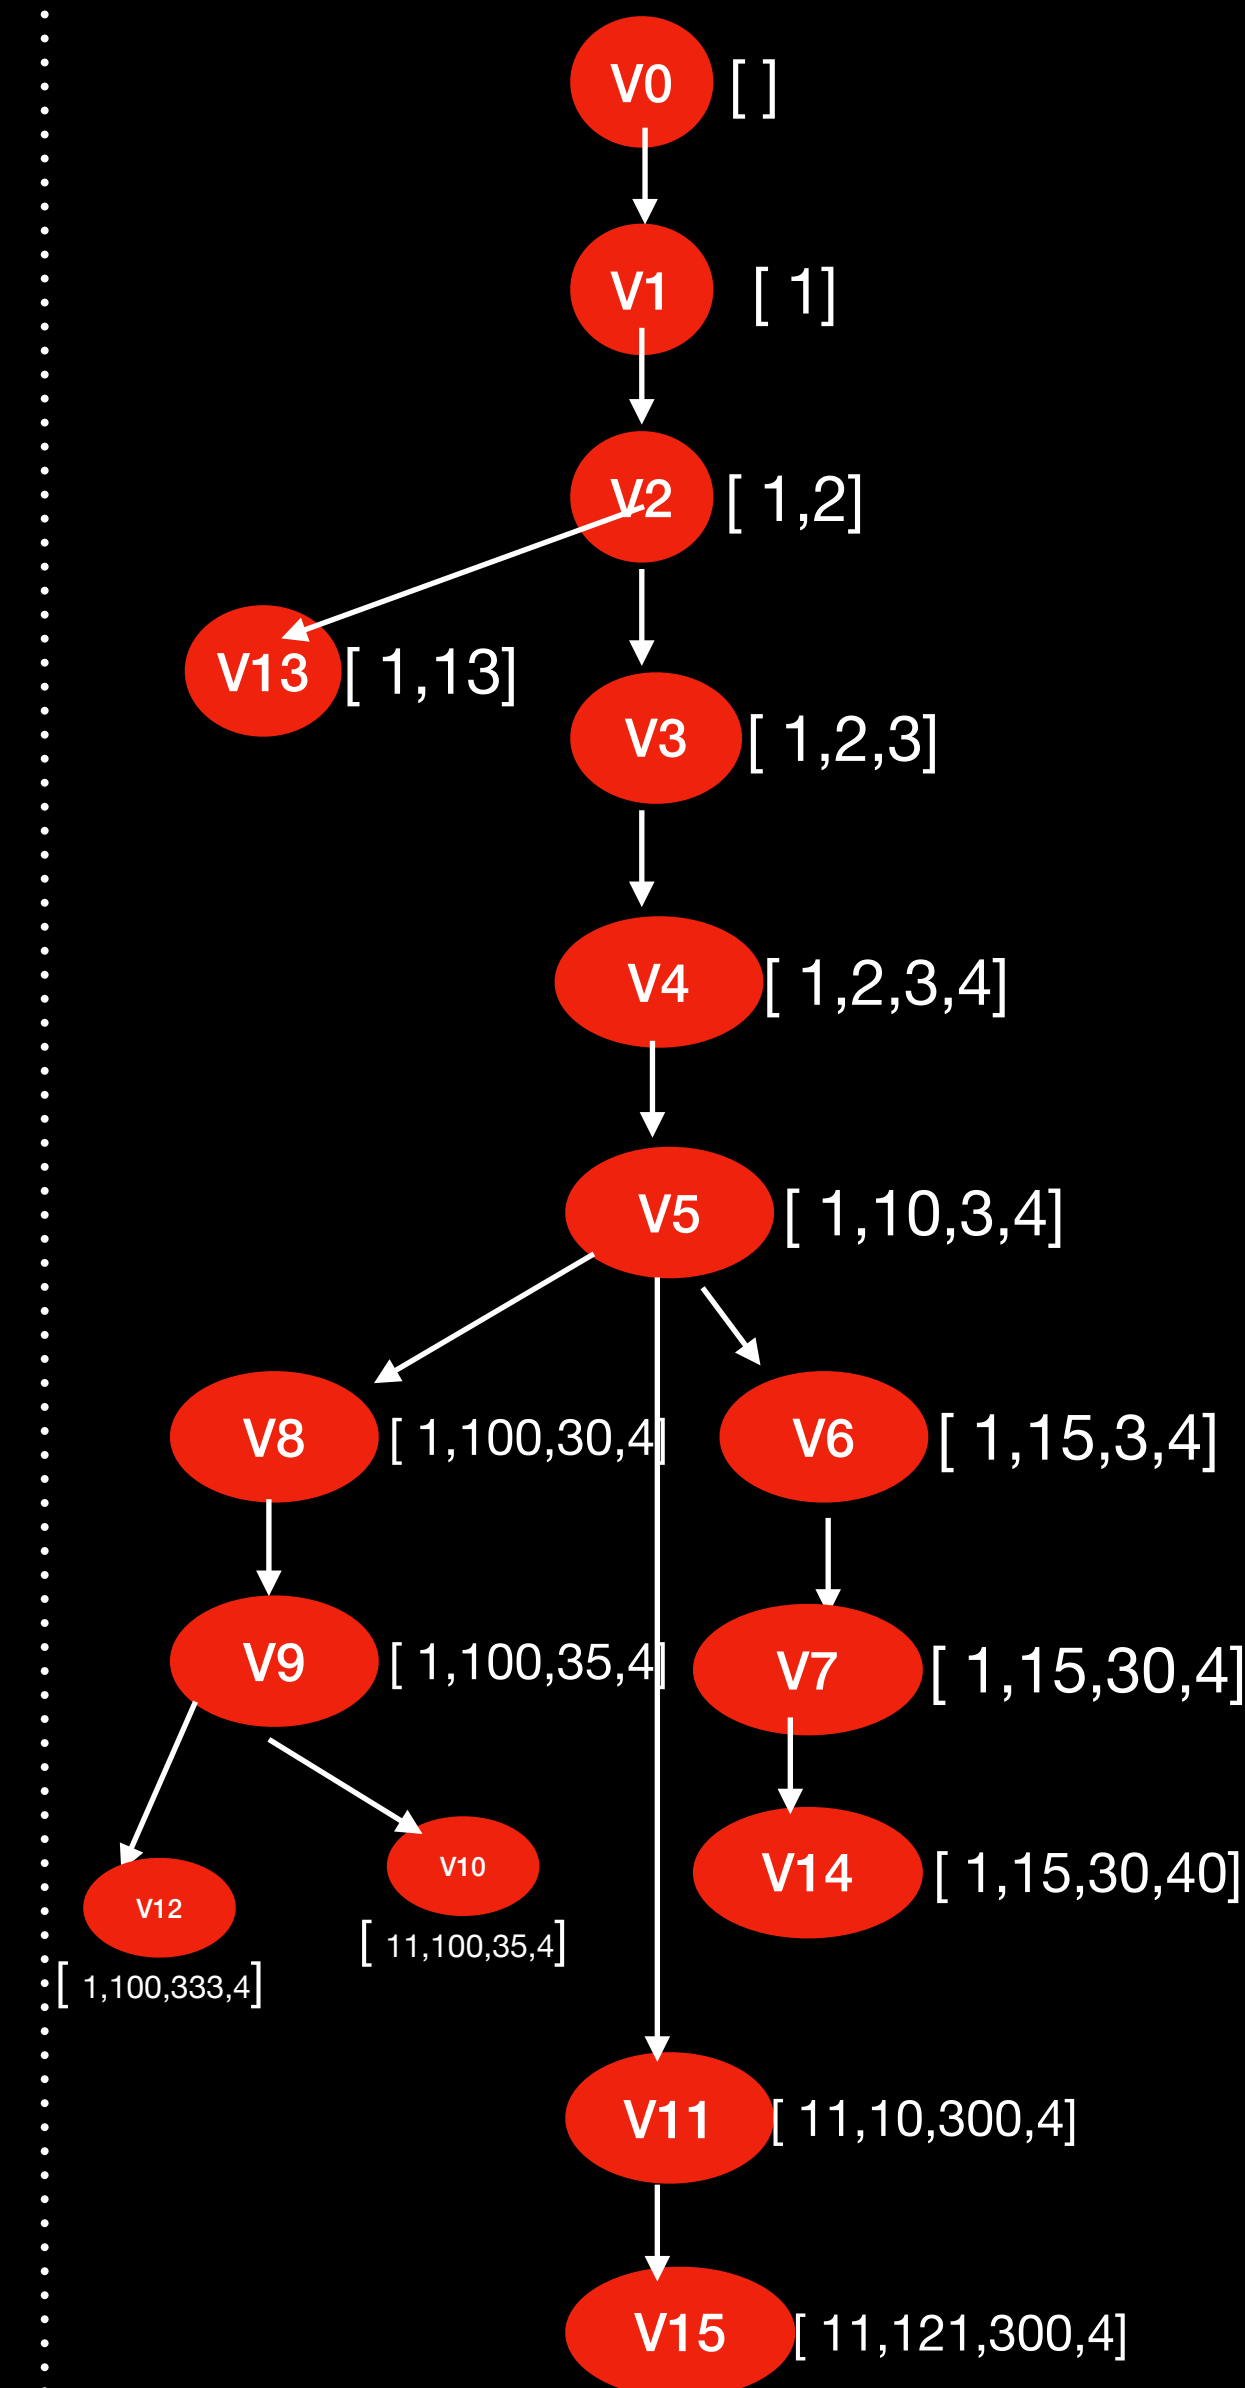 V0 [ ]
V1 [ 1]
V2 [ 1,2]
V13 [ 1,13]
V3 [ 1,2,3]
V4 [ 1,2,3,4]
V5 [ 1,10,3,4]
V8 [ 1,100,30,4] V6 [ 1,15,3,4]
V9 [ 1,100,35,4] V7 [ 1,15,30,4]
V10 V14 [ 1,15,30,40]
V12
[ 11,100,35,4]
[ 1,100,333,4]
V11 [ 11,10,300,4]
V15 [ 11,121,300,4]